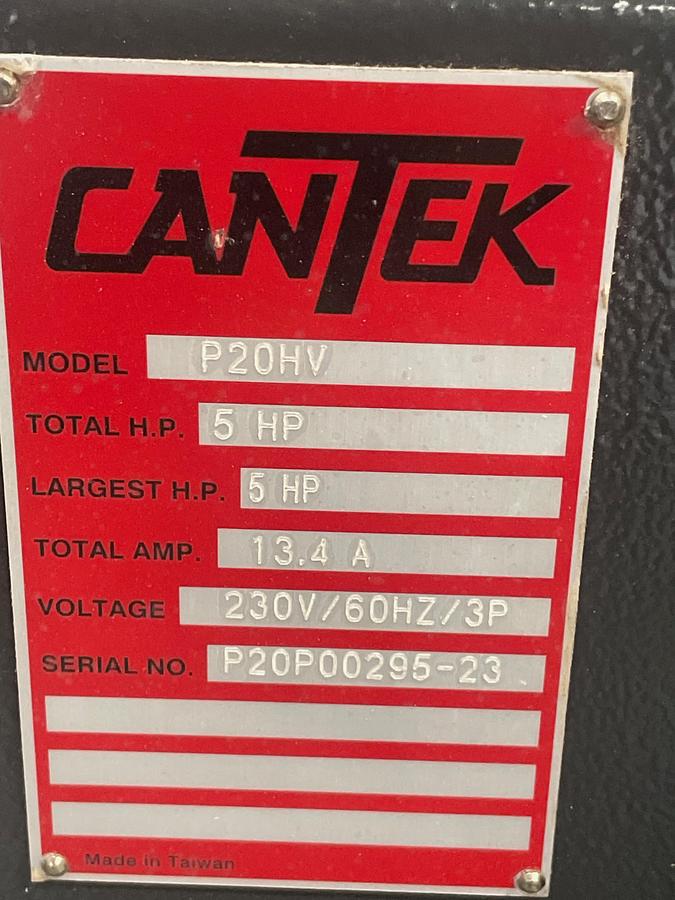 CANTEK
MODEL P20HV
TOTAL H.P. 5 HP
LARGEST H.P. 5 HP
TOTAL AMP. 13.4 A
VOLTAGE 230V/60HZ/3P
SERIAL NO. P20P00295-23
Made in Taiwan